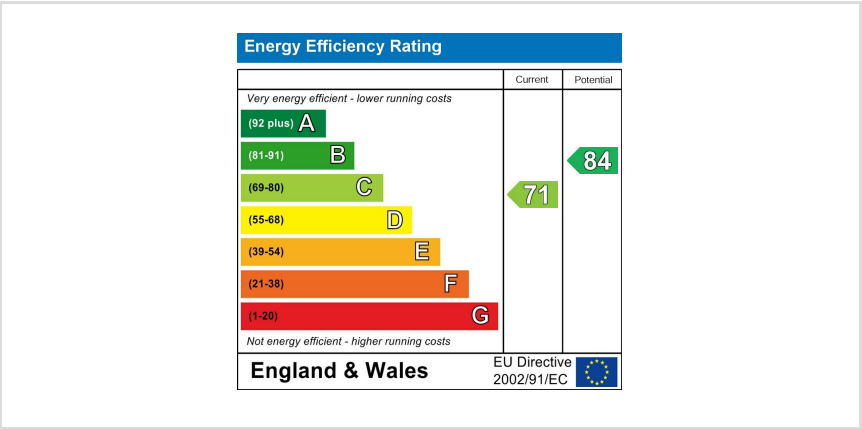 Energy Efficiency Rating
Current Potential
Very energy efficient - lower running costs
(92 plus) A
(81-91) B
84
(69-80) C
71
(55-68) D
(39-54) E
(21-38) F
(1-20) G
Not energy efficient - higher running costs
England & Wales
EU Directive
2002/91/EC